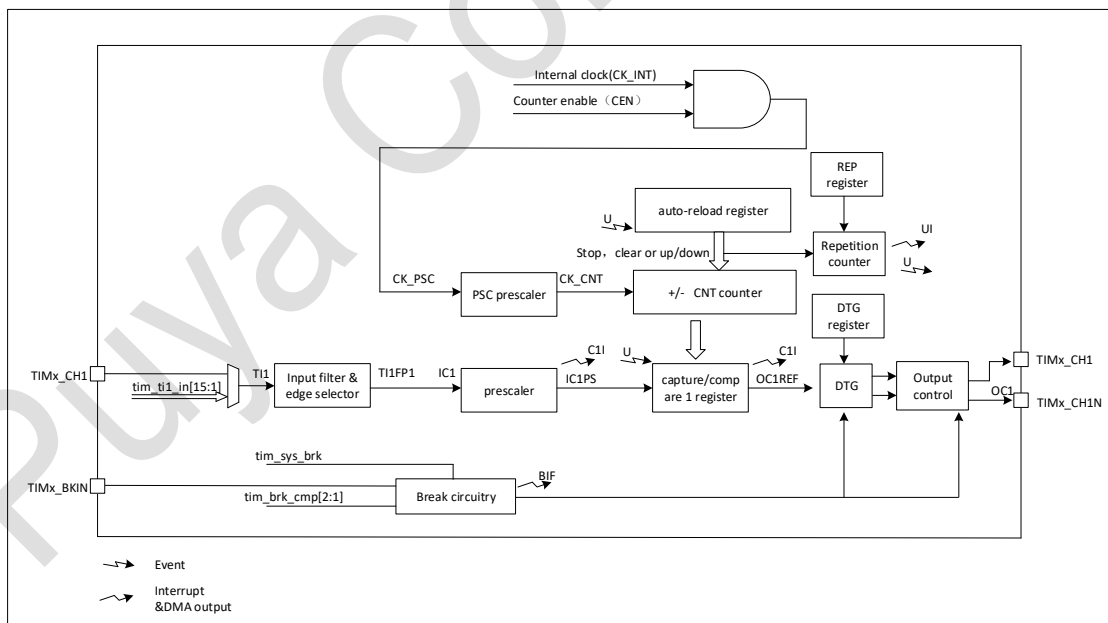 Puya Co
Internal clock(CK_INT)
Counter enable（CEN）
REP
register
auto-reload register
U
Stop，clear or up/down
Repetition
counter
UI
U
CK_PSC
PSC prescaler
CK_CNT
+/- CNT counter
DTG
register
TIMx_CH1
tim_ti1_in[15:1]
TI1
Input filter &
edge selector
TI1FP1
IC1
prescaler
C1I
IC1PS
U
capture/comp
are 1 register
C1I
OC1REF
DTG
Output
control
TIMx_CH1
OC1
TIMx_CH1N
tim_sys_brk
TIMx_BKIN
tim_brk_cmp[2:1]
Break circuitry
BIF
Event
Interrupt
&DMA output